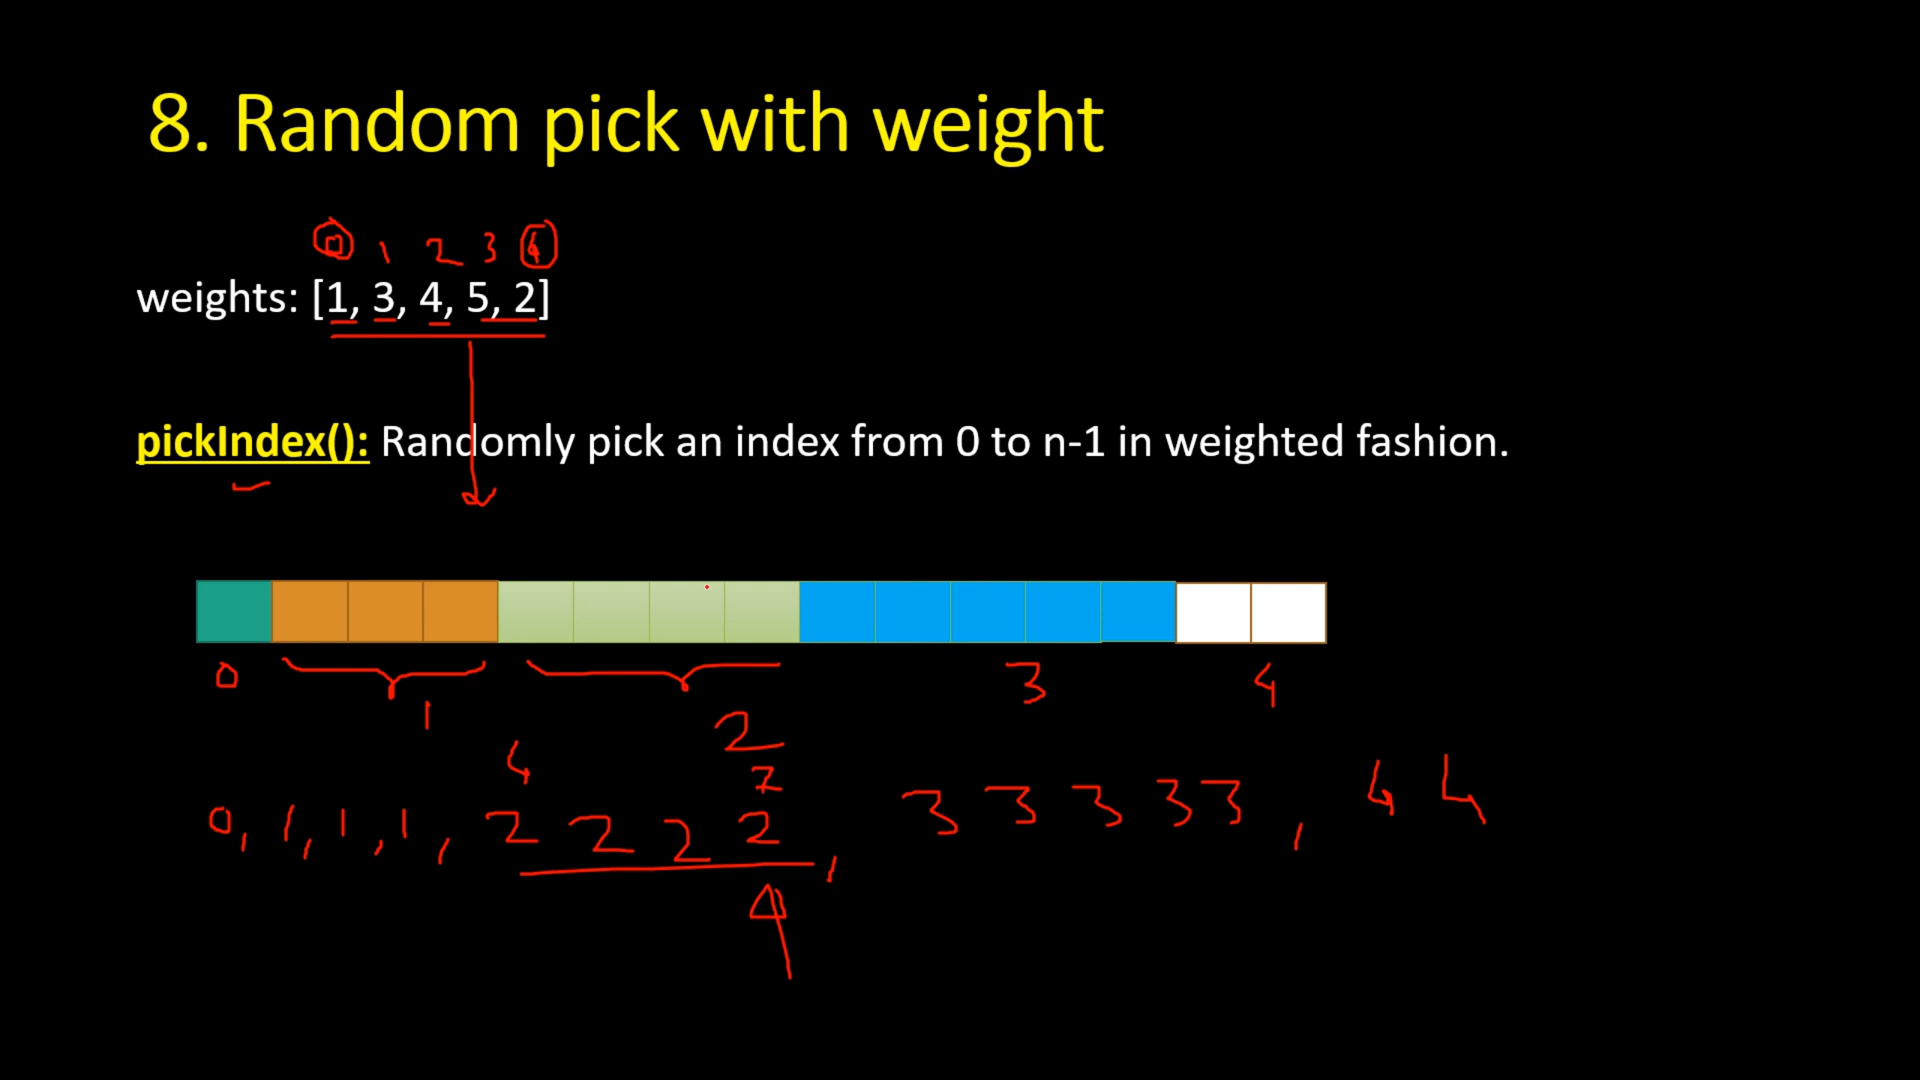 8. Random pick with weight
0 1 2 3 4
weights: [1, 3, 4, 5, 2]
pickIndex(): Randomly pick an index from 0 to n-1 in weighted fashion.
0 1 2 3 4
4 7
0, 1, 1, 1, 2 2 2 2, 3 3 3 3 3, 4 4